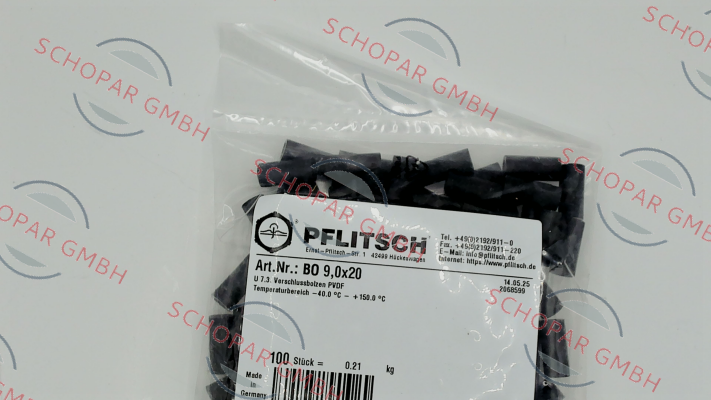 PFLITSCH®
Ernst-Pflitsch-Str. 1 42499 Hückeswagen
Tel. +49(0)2192/911-0
Fax. +49(0)2192/911-220
E-Mail: info@pflitsch.de
Internet: https://www.pflitsch.de
Art.Nr.: BO 9,0x20
14.05.25
2068599
U 7.3. Verschlussbolzen PVDF
Temperaturbereich -40.0 °C - +150.0 °C
100 Stück = 0.21 kg
Made
in
Germany
SCHOPAR GMBH
SCHOPAR GMBH
SCHOPAR GMBH
SCHOPAR GMBH
SCHOPAR GMBH
SCHOPAR GMBH
SCHOPAR GMBH